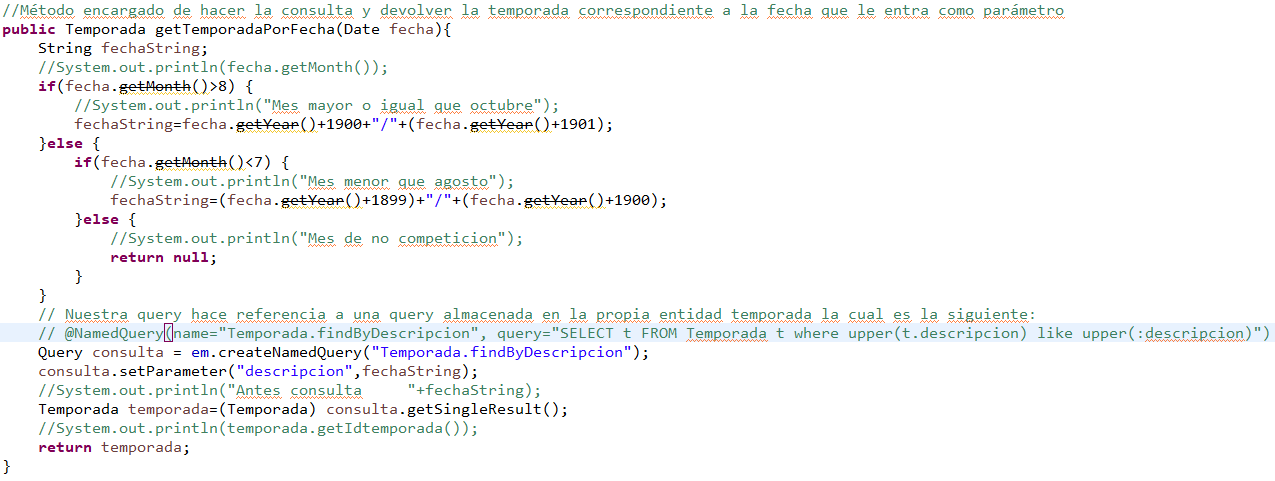 //Método encargado de hacer la consulta y devolver la temporada correspondiente a la fecha que le entra como parámetro
public Temporada getTemporadaPorFecha(Date fecha){
    String fechaString;
    //System.out.println(fecha.getMonth());
    if(fecha.getMonth()>8) {
        //System.out.println("Mes mayor o igual que octubre");
        fechaString=fecha.getYear()+1900+"/"+(fecha.getYear()+1901);
    }else {
        if(fecha.getMonth()<7) {
            //System.out.println("Mes menor que agosto");
            fechaString=(fecha.getYear()+1899)+"/"+(fecha.getYear()+1900);
        }else {
            //System.out.println("Mes de no competicion");
            return null;
        }
    }
    // Nuestra query hace referencia a una query almacenada en la propia entidad temporada la cual es la siguiente:
    // @NamedQuery(name="Temporada.findByDescripcion", query="SELECT t FROM Temporada t where upper(t.descripcion) like upper(:descripcion)")
    Query consulta = em.createNamedQuery("Temporada.findByDescripcion");
    consulta.setParameter("descripcion",fechaString);
    //System.out.println("Antes consulta     "+fechaString);
    Temporada temporada=(Temporada) consulta.getSingleResult();
    //System.out.println(temporada.getIdtemporada());
    return temporada;
}